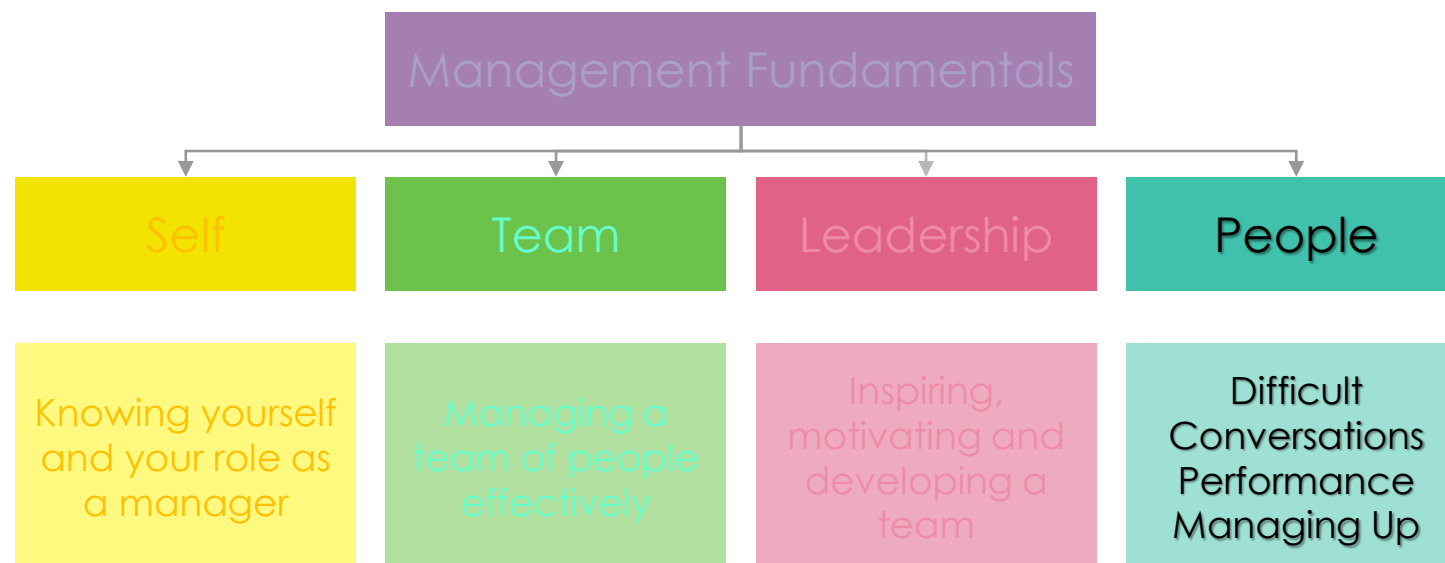 Management Fundamentals
Self
Team
Leadership
People
Knowing yourself
and your role as
a manager
Managing a
team of people
effectively
Inspiring,
motivating and
developing a
team
Difficult
Conversations
Performance
Managing Up